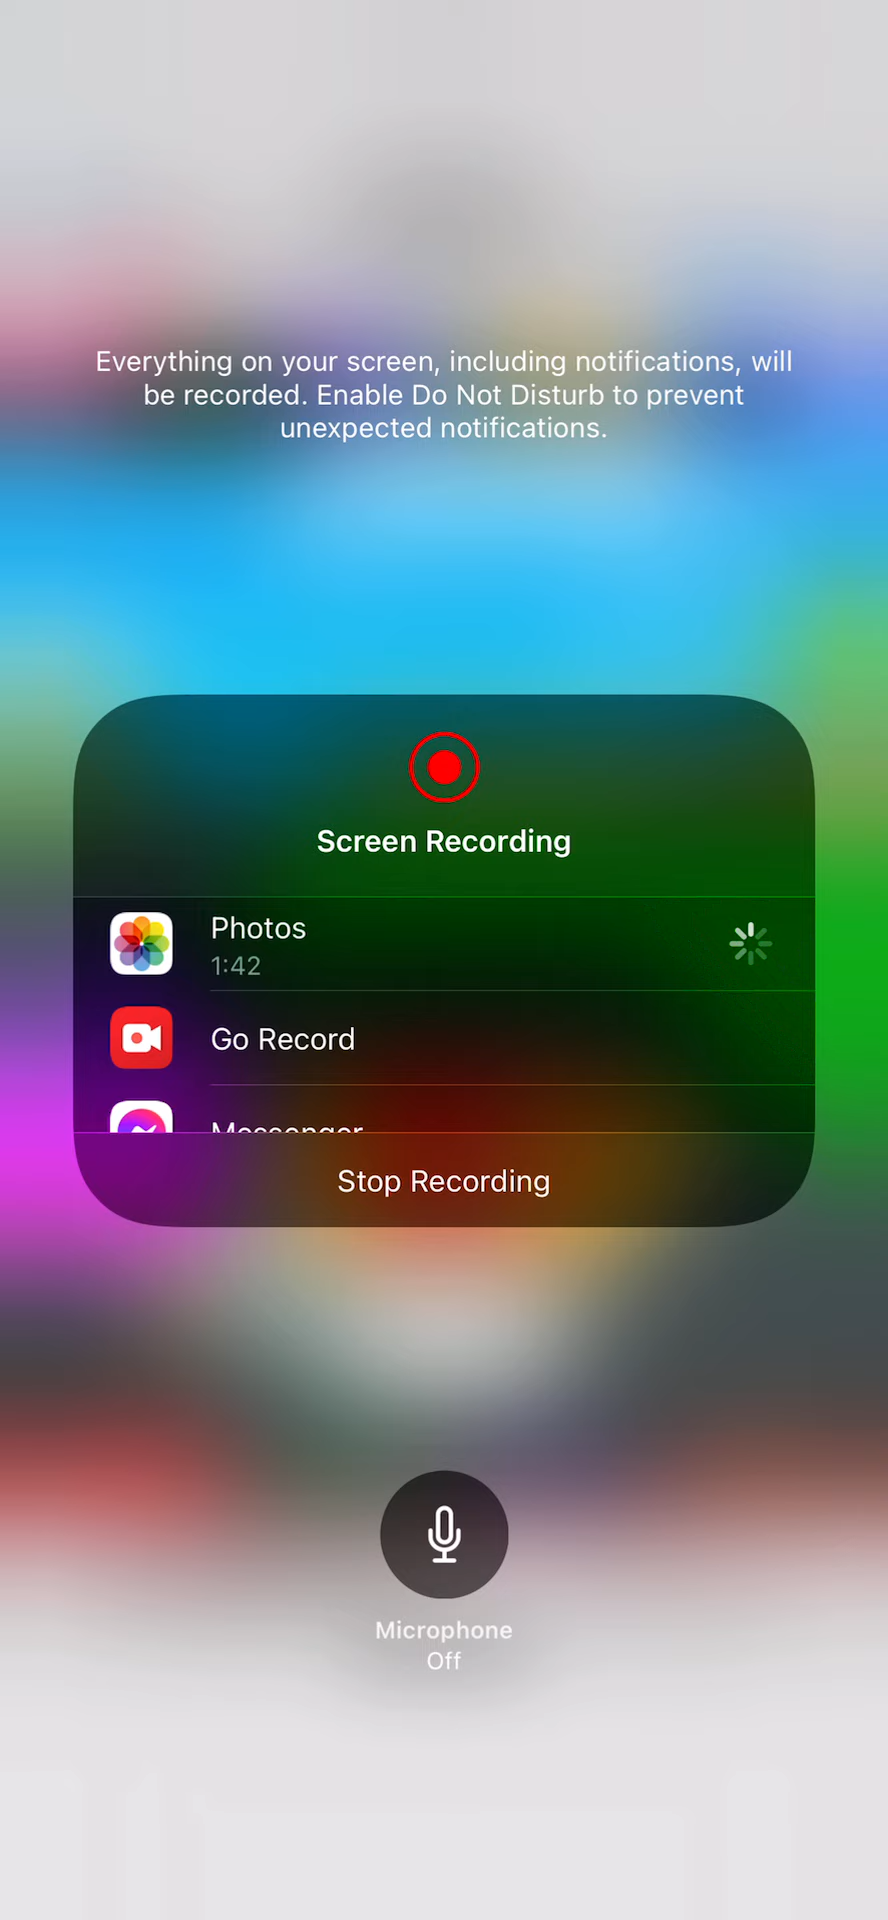 Everything on your screen, including notifications, will
be recorded. Enable Do Not Disturb to prevent
unexpected notifications.
Screen Recording
Photos
1:42
Go Record
Messenger
Stop Recording
Microphone
Off